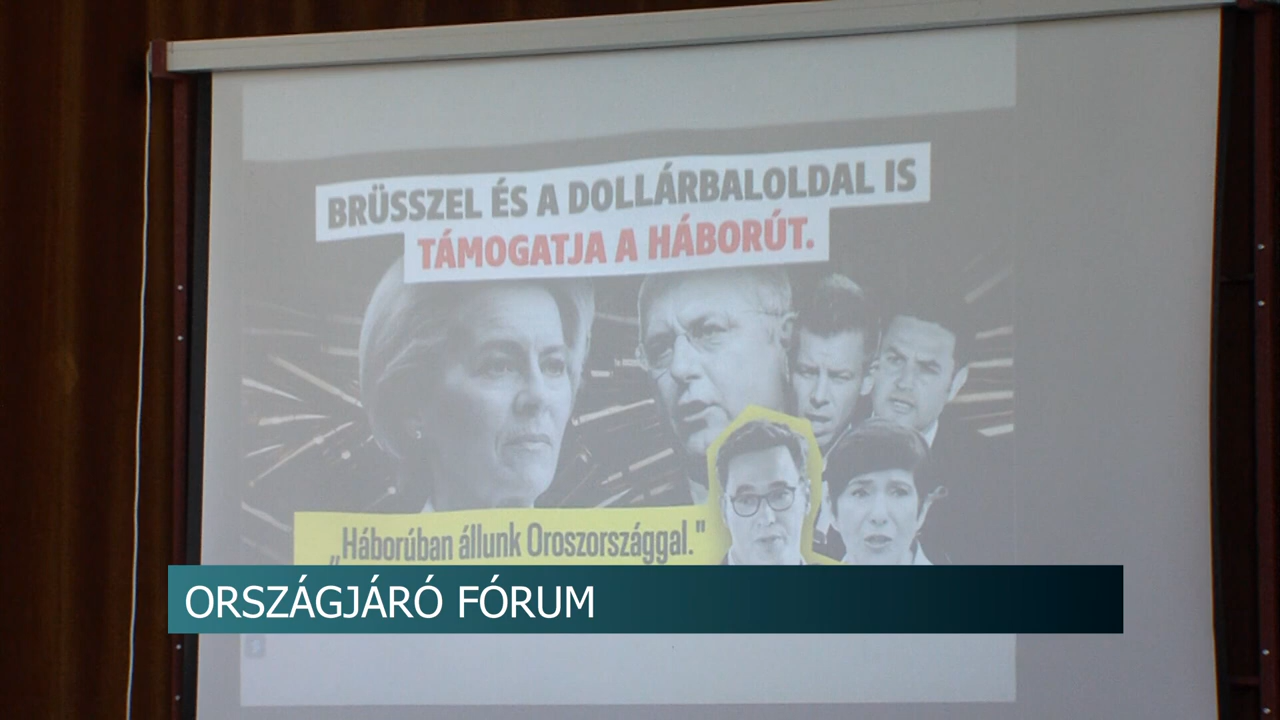 BRÜSSZEL ÉS A DOLLÁRBALOLDAL IS
TÁMOGATJA A HÁBORÚT.
„Háborúban állunk Oroszországgal."
ORSZÁGJÁRÓ FÓRUM